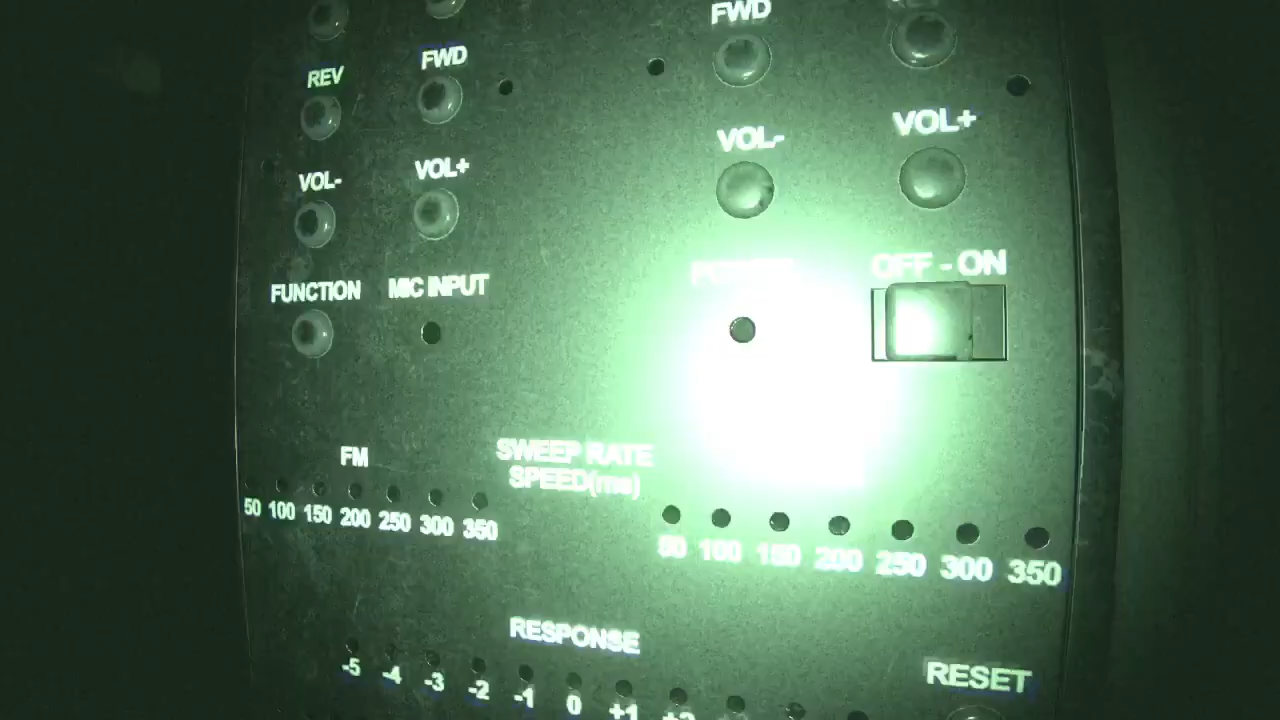 FWD
REV
FWD
VOL-
VOL+
VOL-
VOL+
FUNCTION
MIC INPUT
OFF - ON
FM
SWEEP RATE
SPEED(ms)
50 100 150 200 250 300 350
50 100 150 200 250 300 350
RESPONSE
-5 -4 -3 -2 -1 0 +1
RESET